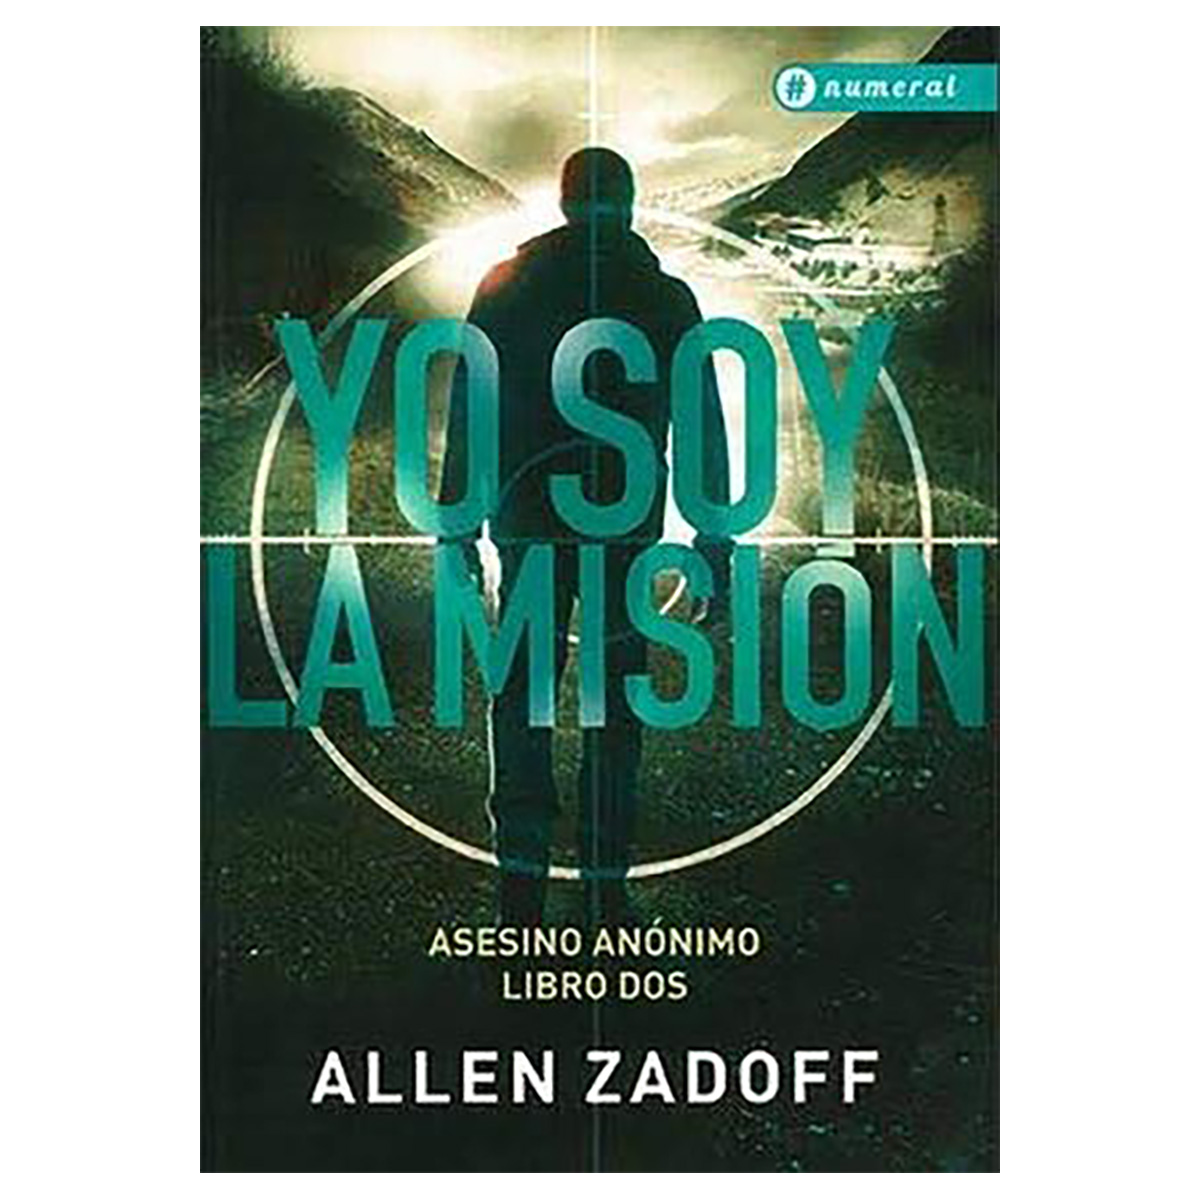 # numeral
YO SOY
LA MISIÓN
ASESINO ANÓNIMO
LIBRO DOS
ALLEN ZADOFF